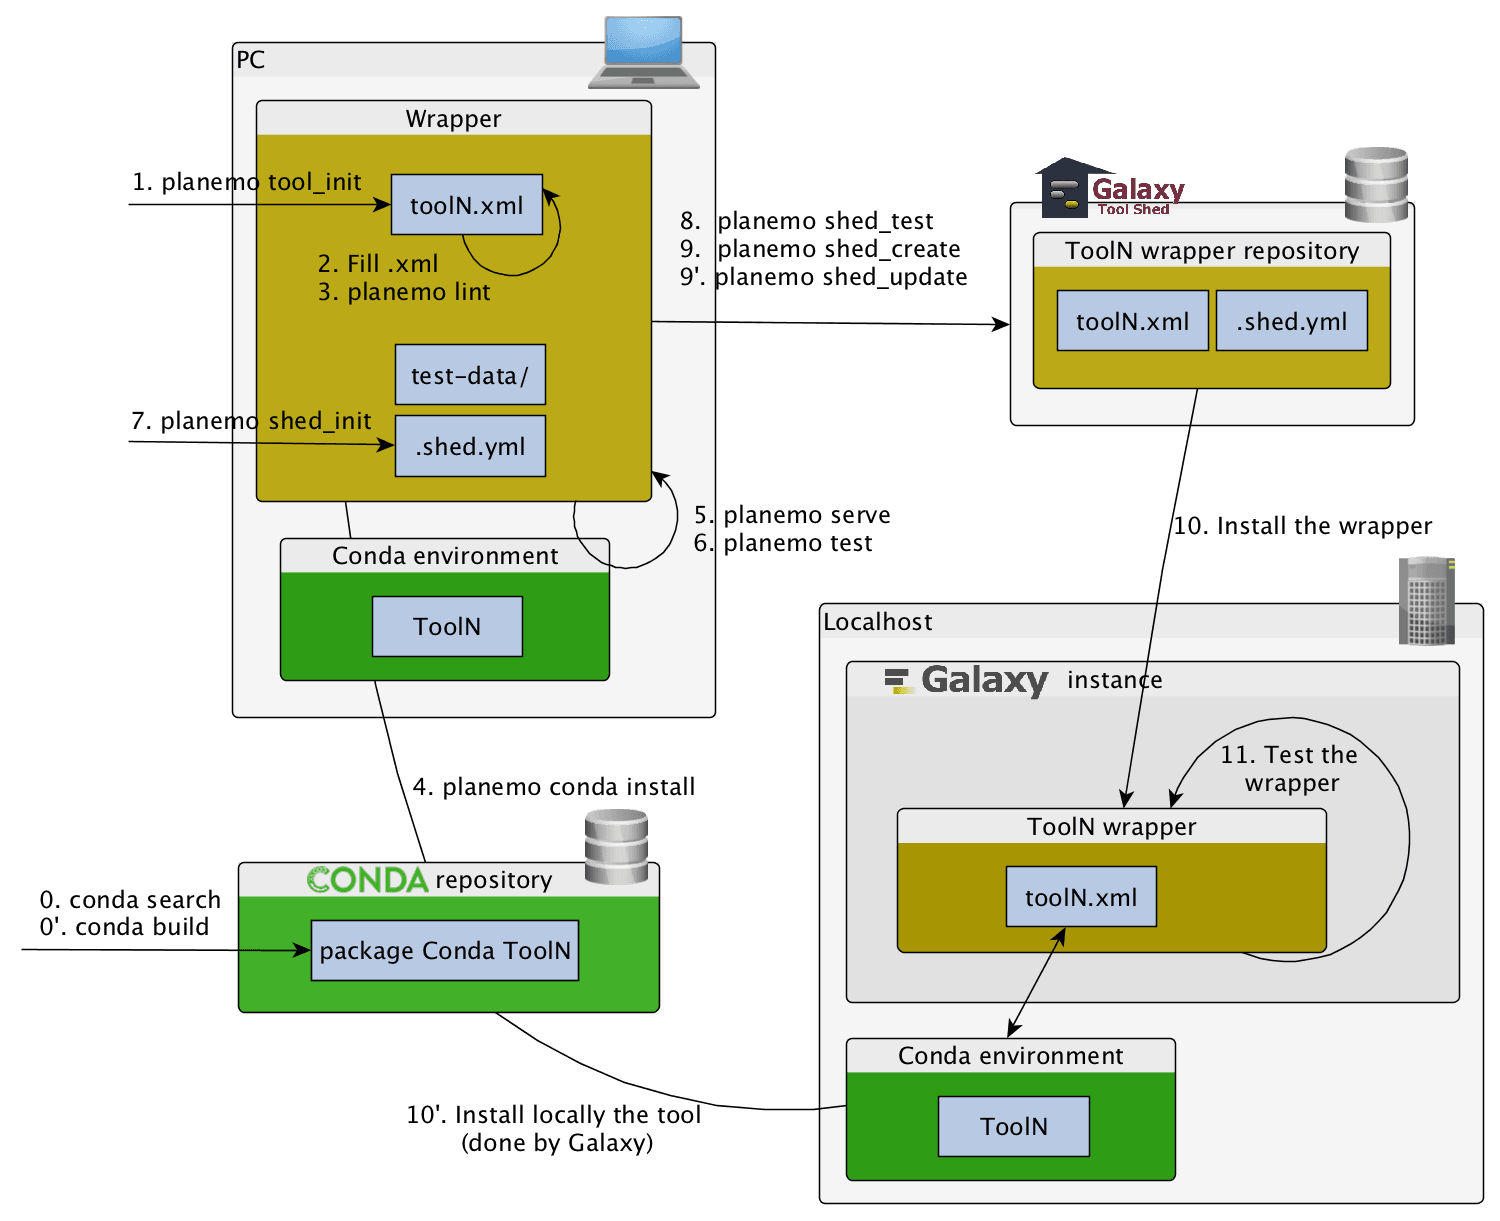 PC
Wrapper
1. planemo tool_init
toolN.xml
2. Fill .xml
3. planemo lint
test-data/
7. planemo shed_init
.shed.yml
5. planemo serve
6. planemo test
Conda environment
ToolN
4. planemo conda install
CONDA repository
0. conda search
0'. conda build
package Conda ToolN
8. planemo shed_test
9. planemo shed_create
9'. planemo shed_update
Galaxy
Tool Shed
ToolN wrapper repository
toolN.xml
.shed.yml
10. Install the wrapper
Localhost
Galaxy instance
11. Test the
wrapper
ToolN wrapper
toolN.xml
Conda environment
ToolN
10'. Install locally the tool
(done by Galaxy)